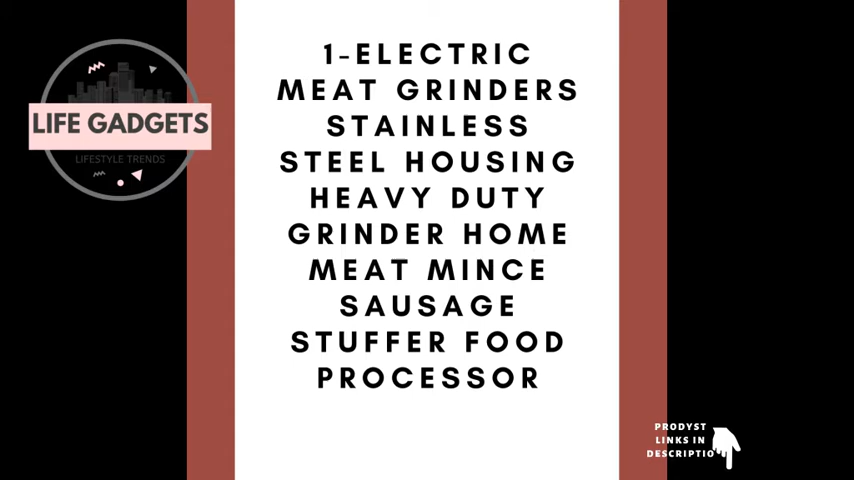 1-ELECTRIC
MEAT GRINDERS
STAINLESS
STEEL HOUSING
HEAVY DUTY
GRINDER HOME
MEAT MINCE
SAUSAGE
STUFFER FOOD
PROCESSOR
LIFE GADGETS
LIFESTYLE TRENDS
PRODYST
LINKS IN
DESCRIPTIO